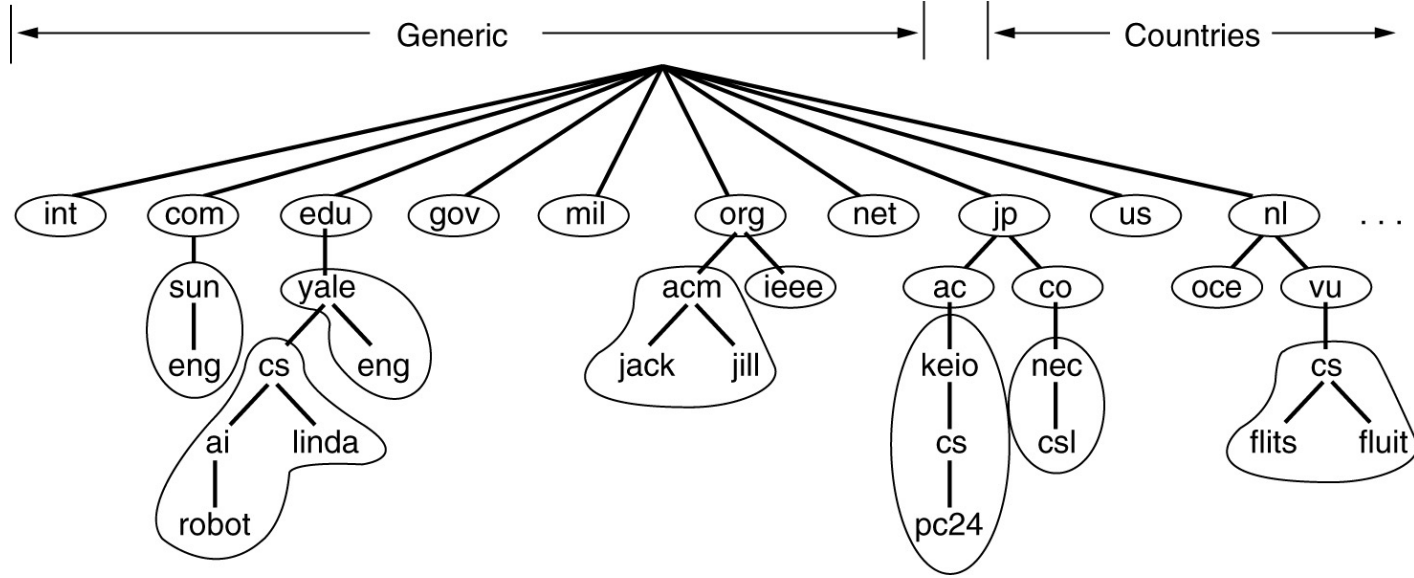 Generic Countries
int com edu gov mil org net jp us nl . . .
sun yale acm ieee ac co oce vu
eng cs eng jack jill keio nec cs
ai linda cs csl flits fluit
robot pc24